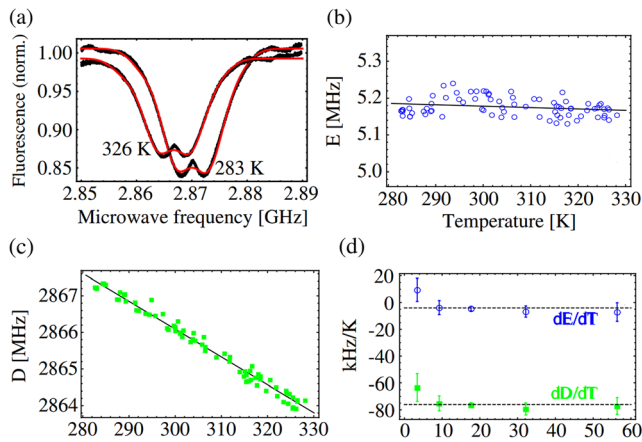 (a)
Fluorescence (norm.)
1.00
0.95
0.90
0.85
326 K
283 K
2.85 2.86 2.87 2.88 2.89
Microwave frequency [GHz]
(b)
E [MHz]
5.3
5.2
5.1
5.0
280 290 300 310 320 330
Temperature [K]
(c)
D [MHz]
2867
2866
2865
2864
280 290 300 310 320 330
(d)
kHz/K
20
0
-20
-40
-60
-80
dE/dT
dD/dT
0 10 20 30 40 50 60